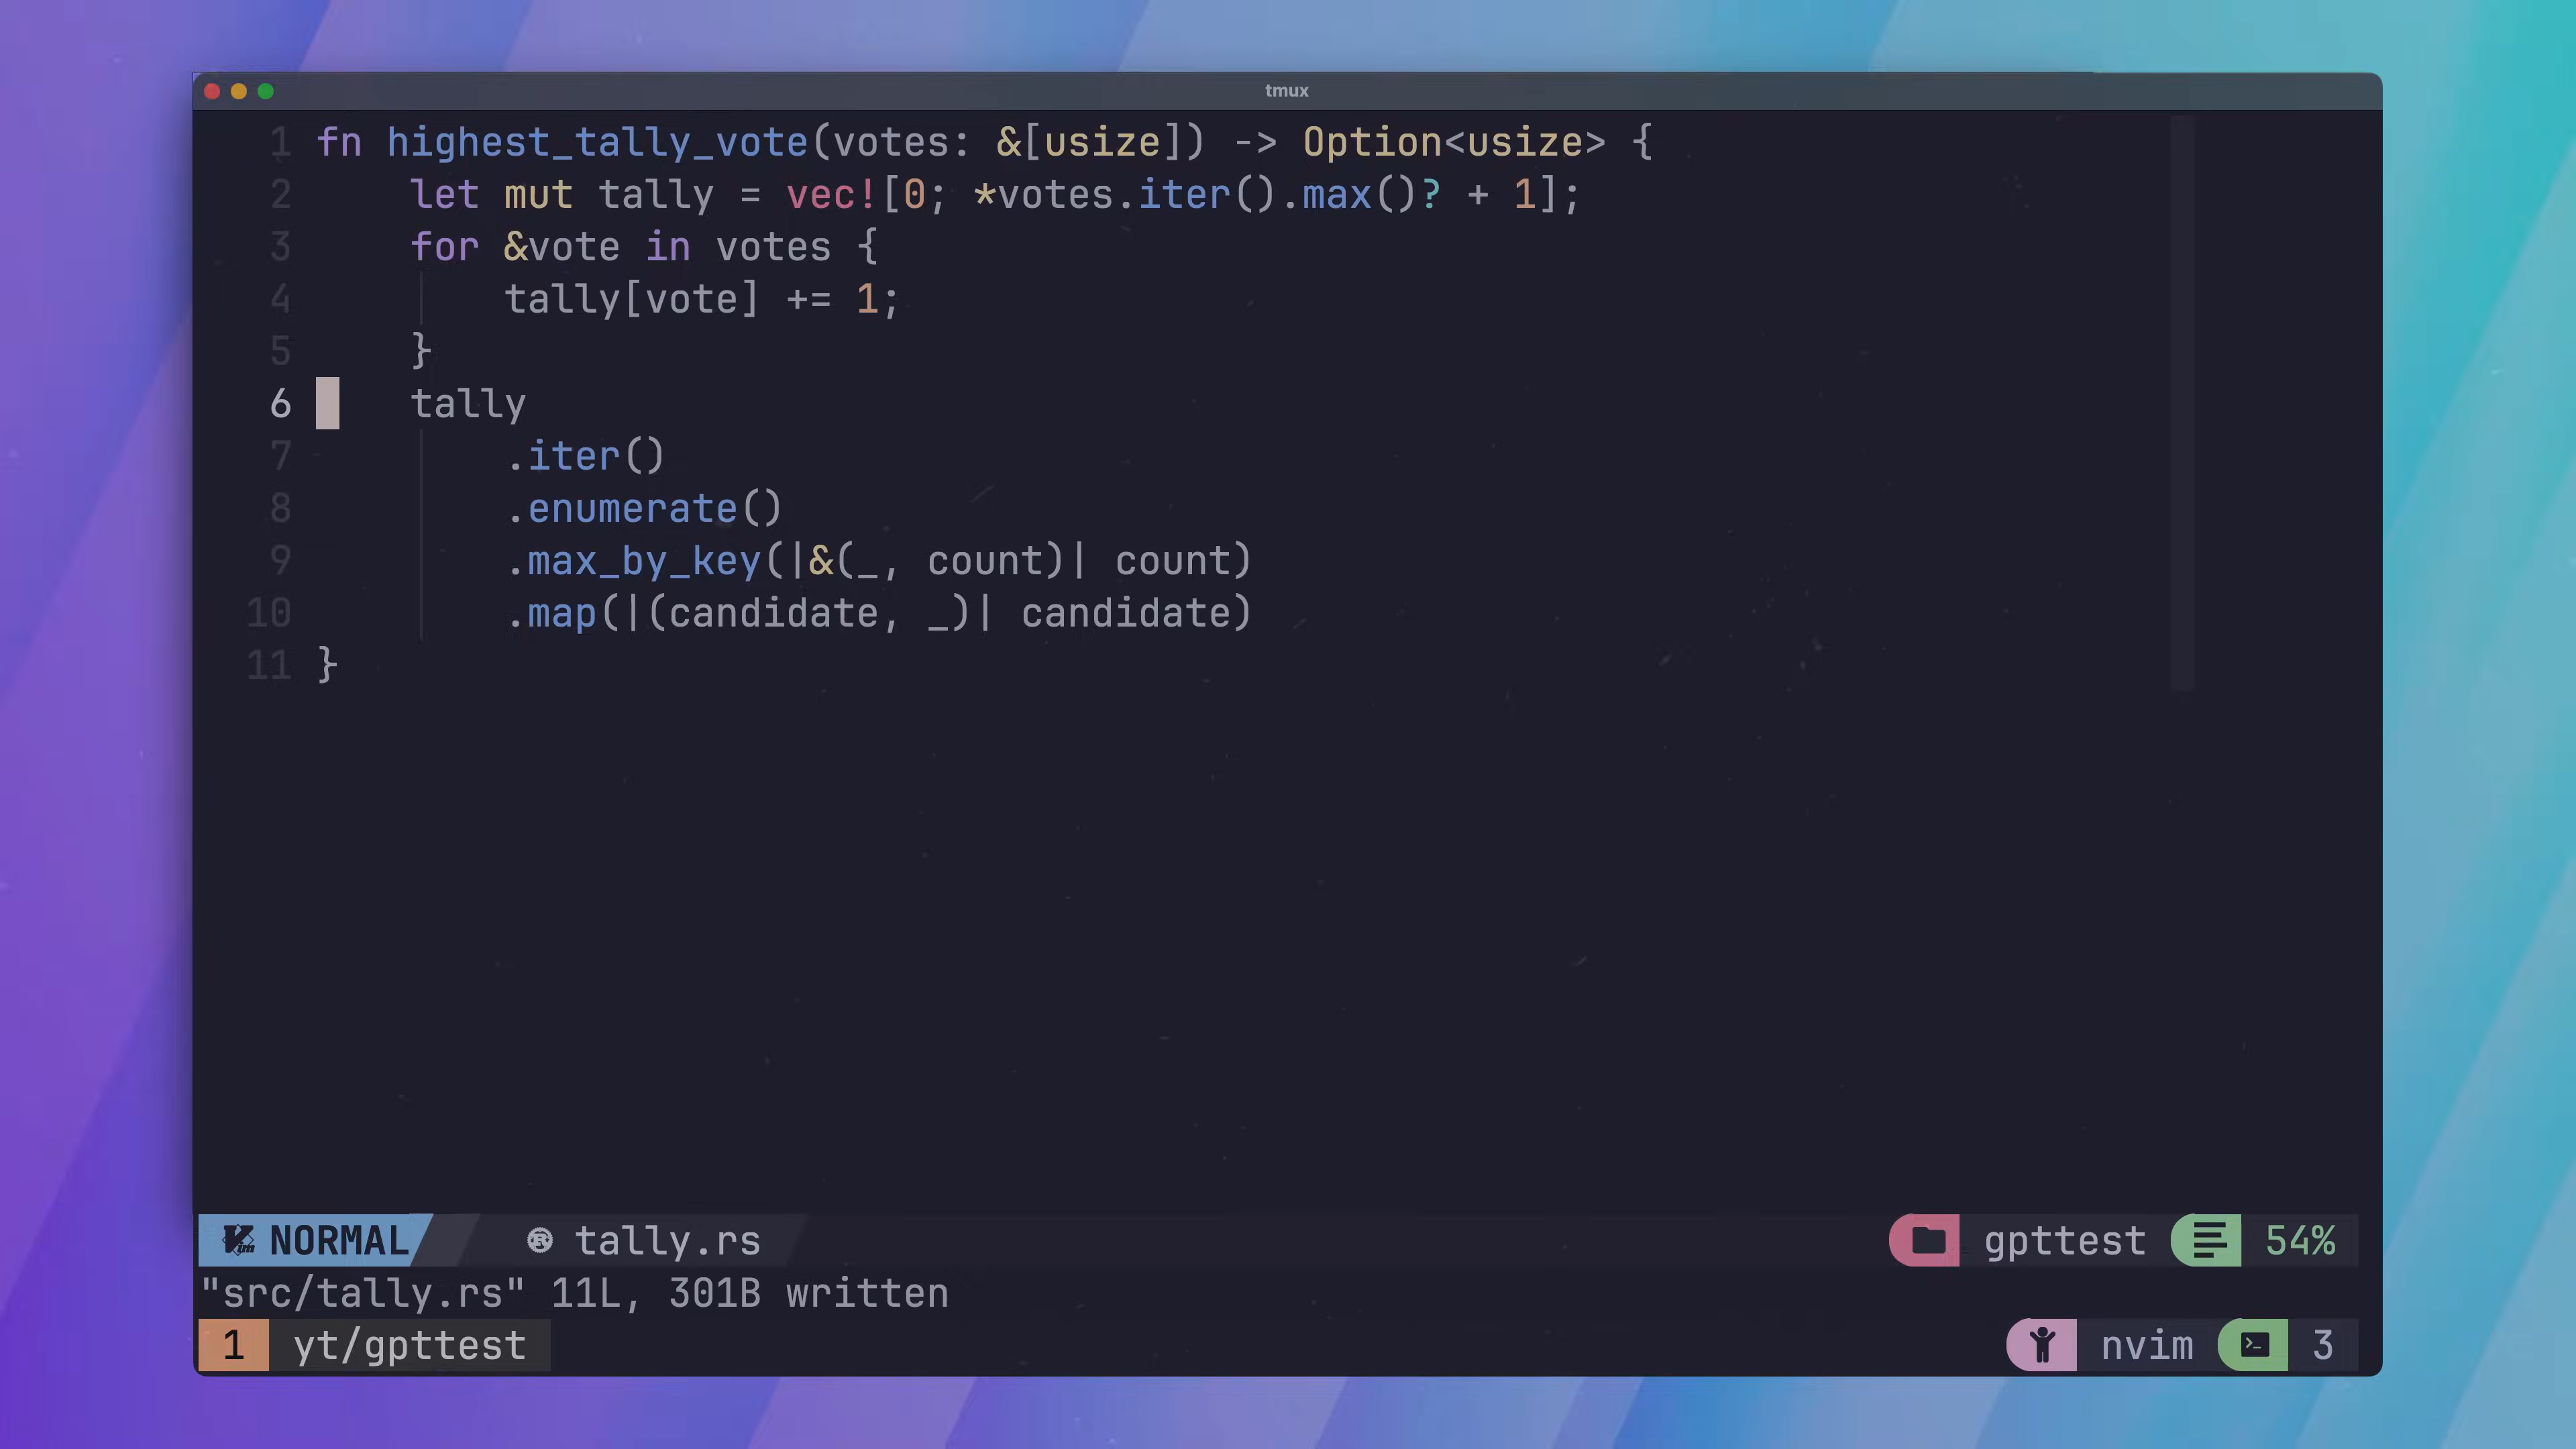 tmux
1 fn highest_tally_vote(votes: &[usize]) -> Option<usize> {
2     let mut tally = vec![0; *votes.iter().max()? + 1];
3     for &vote in votes {
4         tally[vote] += 1;
5     }
6     tally
7         .iter()
8         .enumerate()
9         .max_by_key(|&(_, count)| count)
10         .map(|(candidate, _)| candidate)
11 }
NORMAL tally.rs gpttest 54%
"src/tally.rs" 11L, 301B written
1 yt/gpttest nvim 3